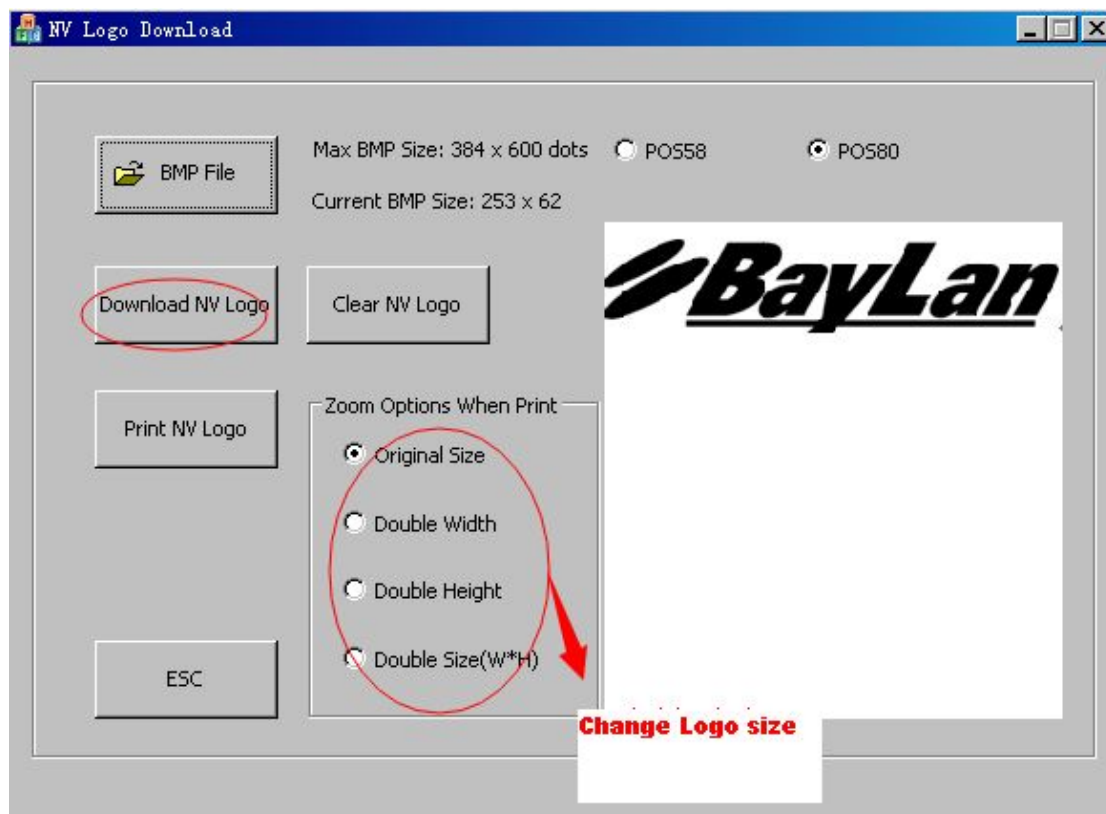 NV Logo Download
BMP File
Max BMP Size: 384 x 600 dots
POS58
POS80
Current BMP Size: 253 x 62
BayLan
Download NV Logo
Clear NV Logo
Print NV Logo
Zoom Options When Print
Original Size
Double Width
Double Height
Double Size(W*H)
ESC
Change Logo size